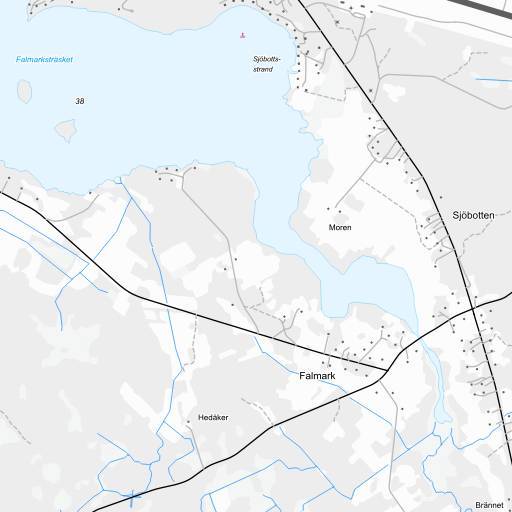 Falmarksträsket
Sjöbotts-
strand
38
Sjöbotten
Moren
Falmark
Hedåker
Brännet